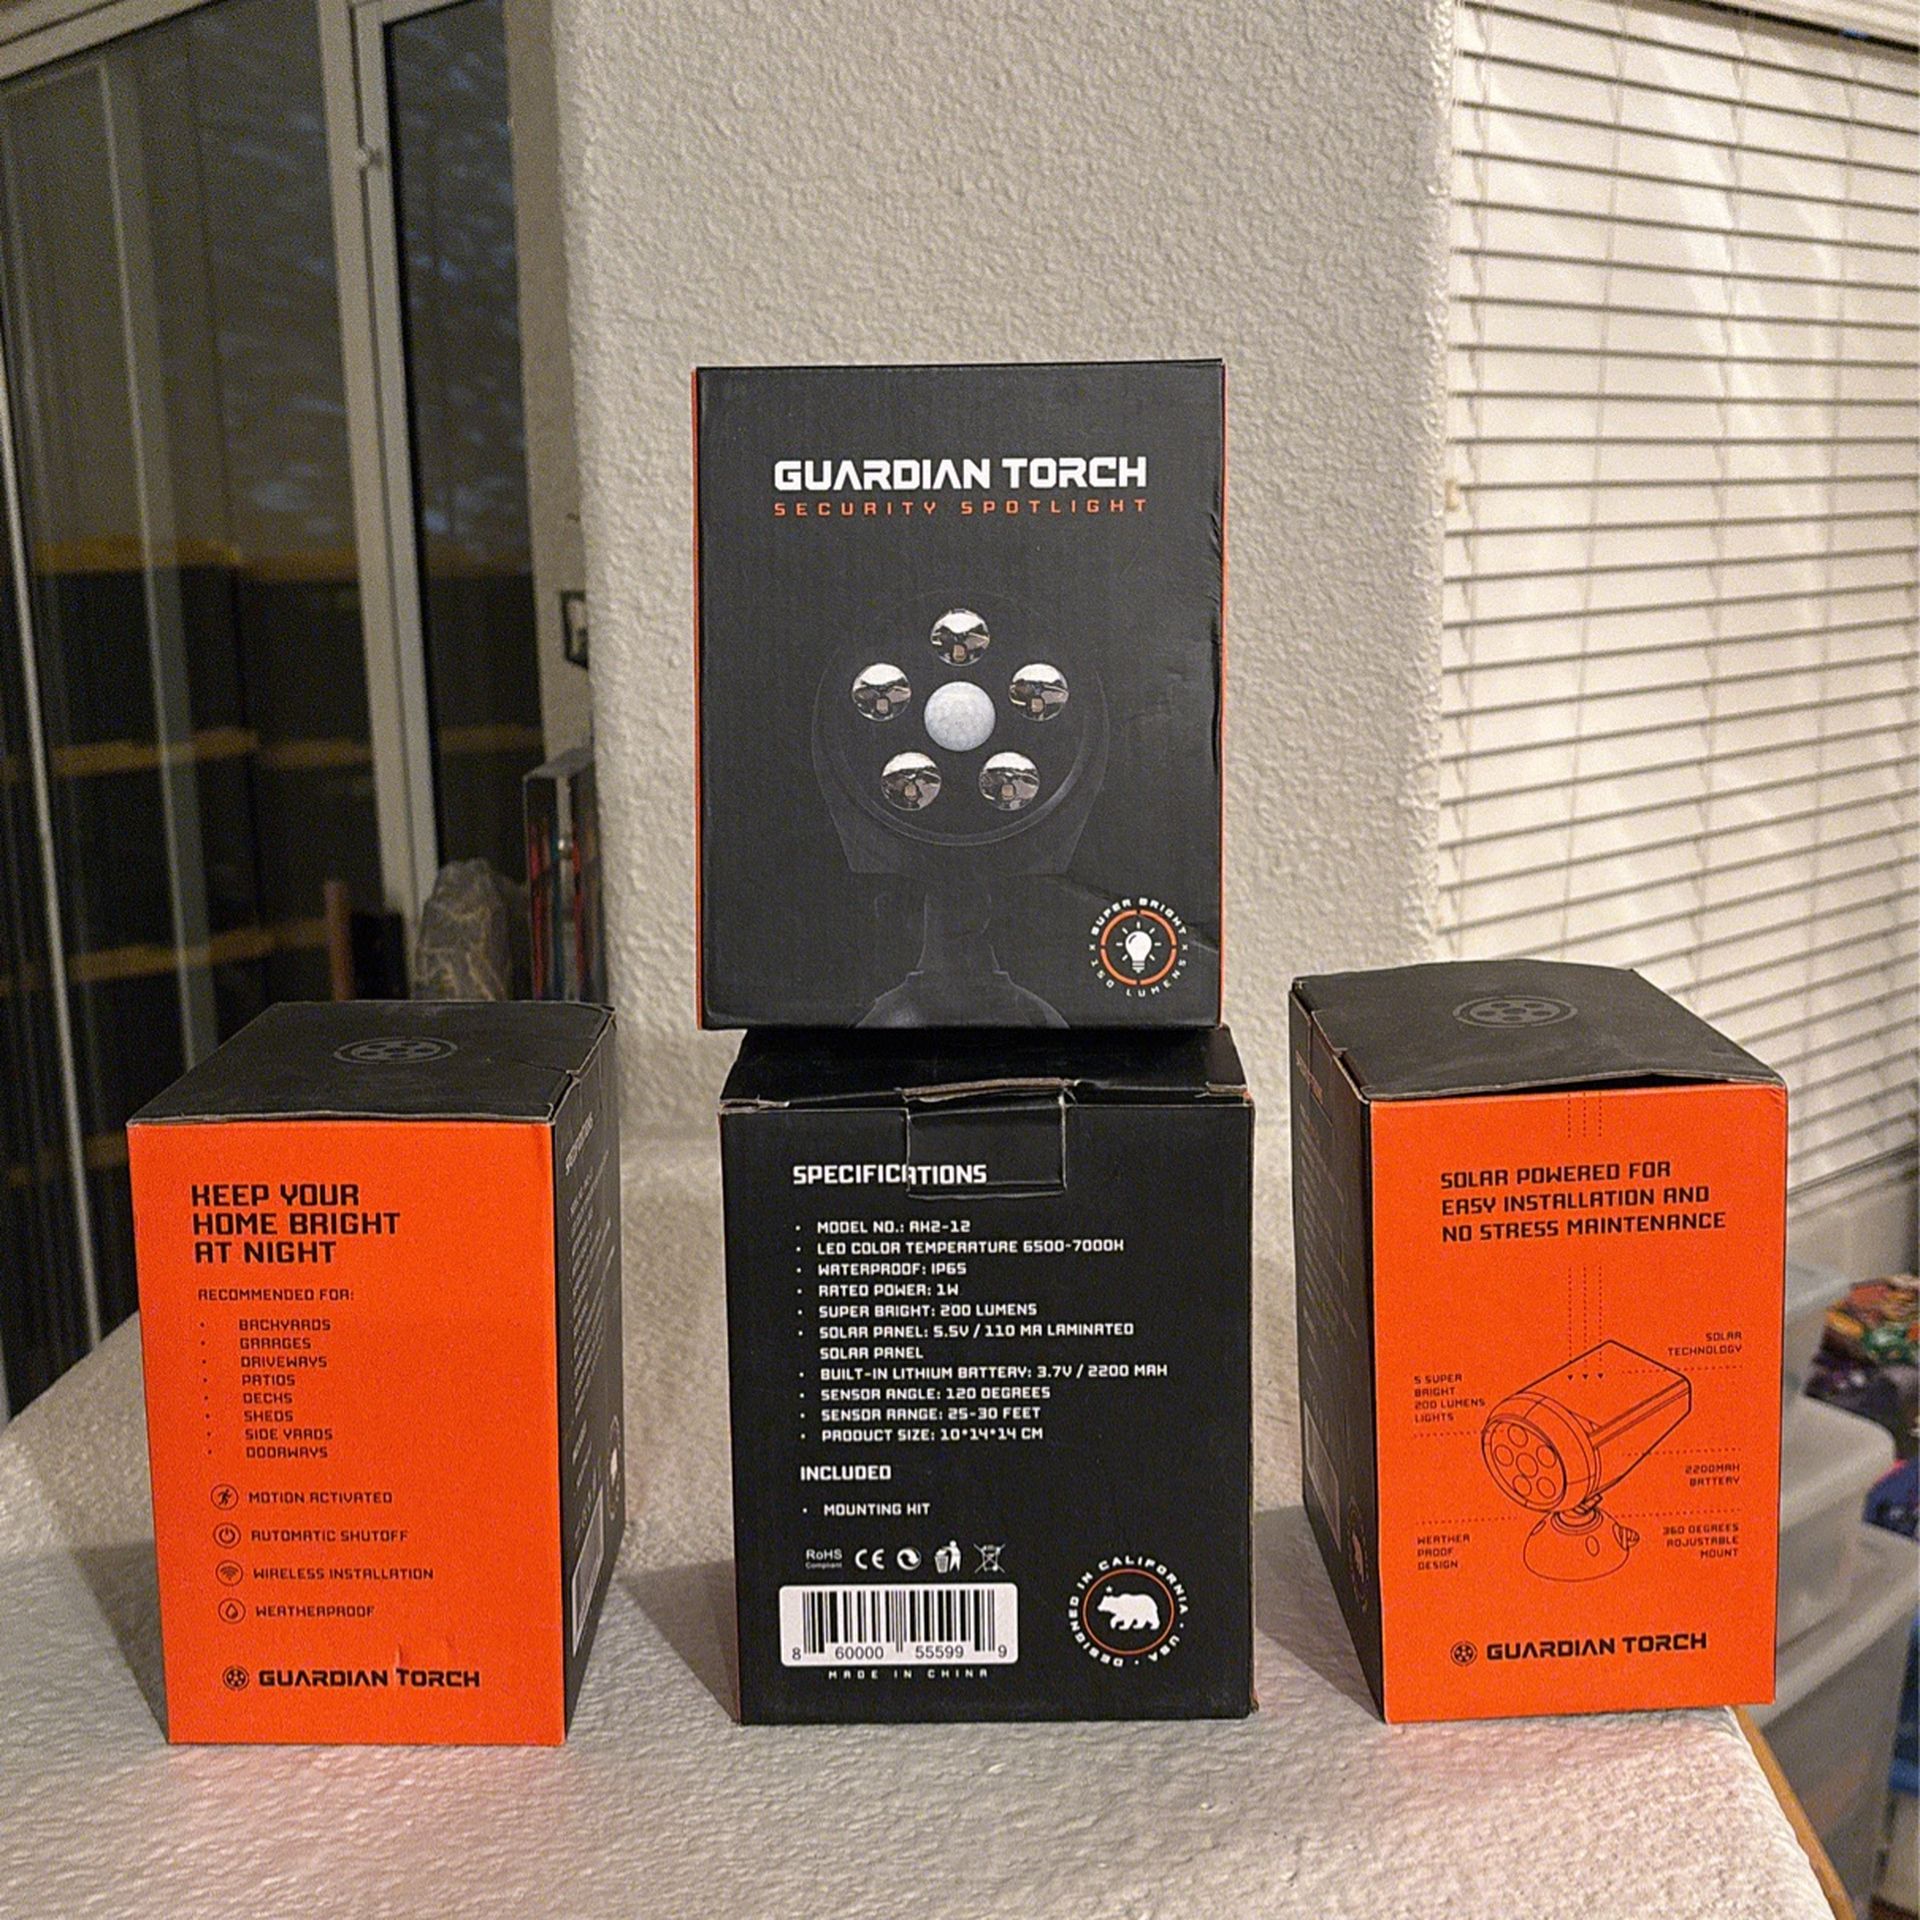 GUARDIAN TORCH
SECURITY SPOTLIGHT
SUPER BRIGHT
X 150 LUMENS X
KEEP YOUR
HOME BRIGHT
AT NIGHT
RECOMMENDED FOR:
• BACKYARDS
• GARAGES
• DRIVEWAYS
• PATIOS
• DECKS
• SHEDS
• SIDE YARDS
• DOORWAYS
MOTION ACTIVATED
AUTOMATIC SHUTOFF
WIRELESS INSTALLATION
WEATHERPROOF
GUARDIAN TORCH
SPECIFICATIONS
SPECIFICATIONS
• MODEL NO.: AK2-12
• LED COLOR TEMPERATURE 6500-7000K
• WATERPROOF: IP65
• RATED POWER: 1W
• SUPER BRIGHT: 200 LUMENS
• SOLAR PANEL: 5.5V / 110 MA LAMINATED
SOLAR PANEL
• BUILT-IN LITHIUM BATTERY: 3.7V / 2200 MAH
• SENSOR ANGLE: 120 DEGREES
• SENSOR RANGE: 25-30 FEET
• PRODUCT SIZE: 10*14*14 CM
INCLUDED
• MOUNTING KIT
RoHS
Compliant
CE
8 60000 55599 9
MADE IN CHINA
DESIGNED IN CALIFORNIA • USA •
SOLAR POWERED FOR
EASY INSTALLATION AND
NO STRESS MAINTENANCE
SOLAR
TECHNOLOGY
5 SUPER
BRIGHT
200 LUMENS
LIGHTS
2200MAH
BATTERY
WEATHER
PROOF
DESIGN
360 DEGREES
ADJUSTABLE
MOUNT
GUARDIAN TORCH